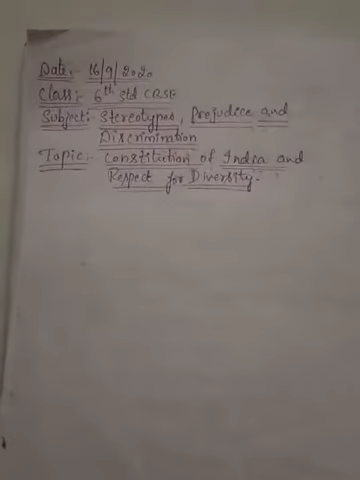 Date:- 16/9/2020
Class:- 6th std CBSE
Subject:- Stereotypes, Prejudice and
Discrimination
Topic:- Constitution of India and
Respect for Diversity:-